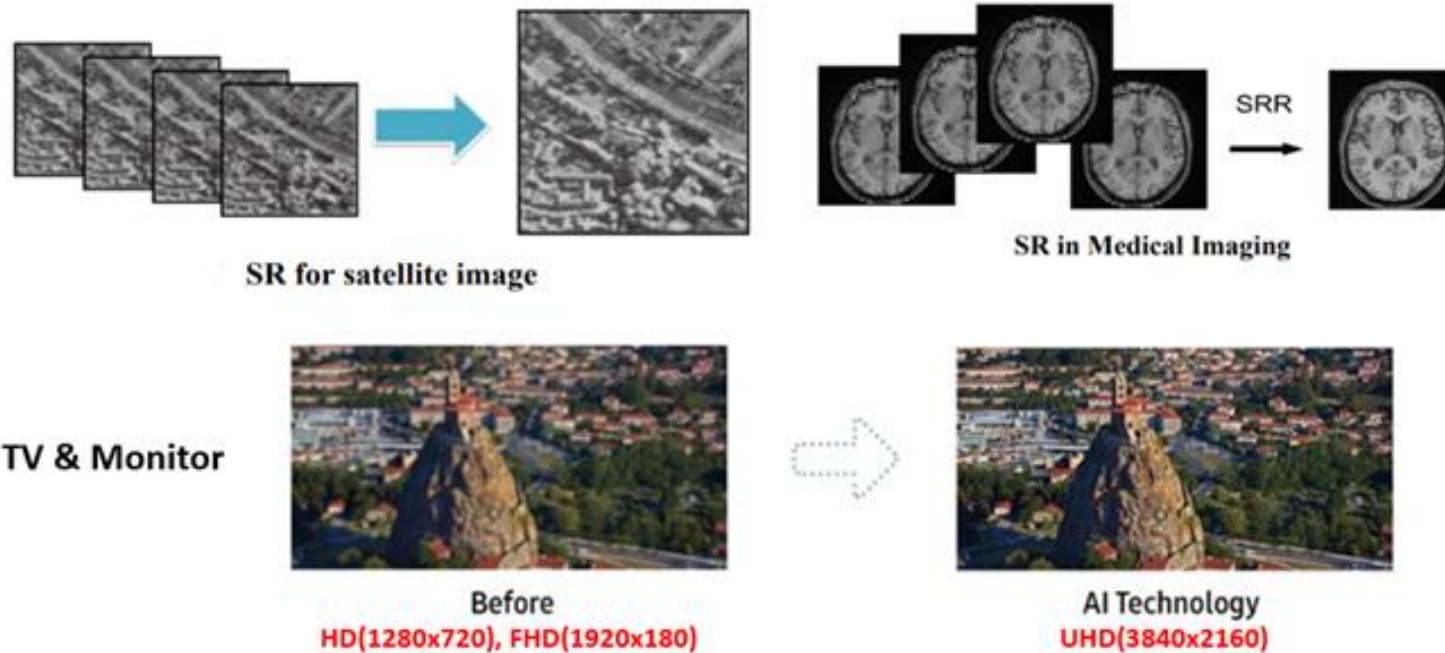 SRR
SR in Medical Imaging
SR for satellite image
TV & Monitor
Before
AI Technology
HD(1280x720), FHD(1920x180)
UHD(3840x2160)